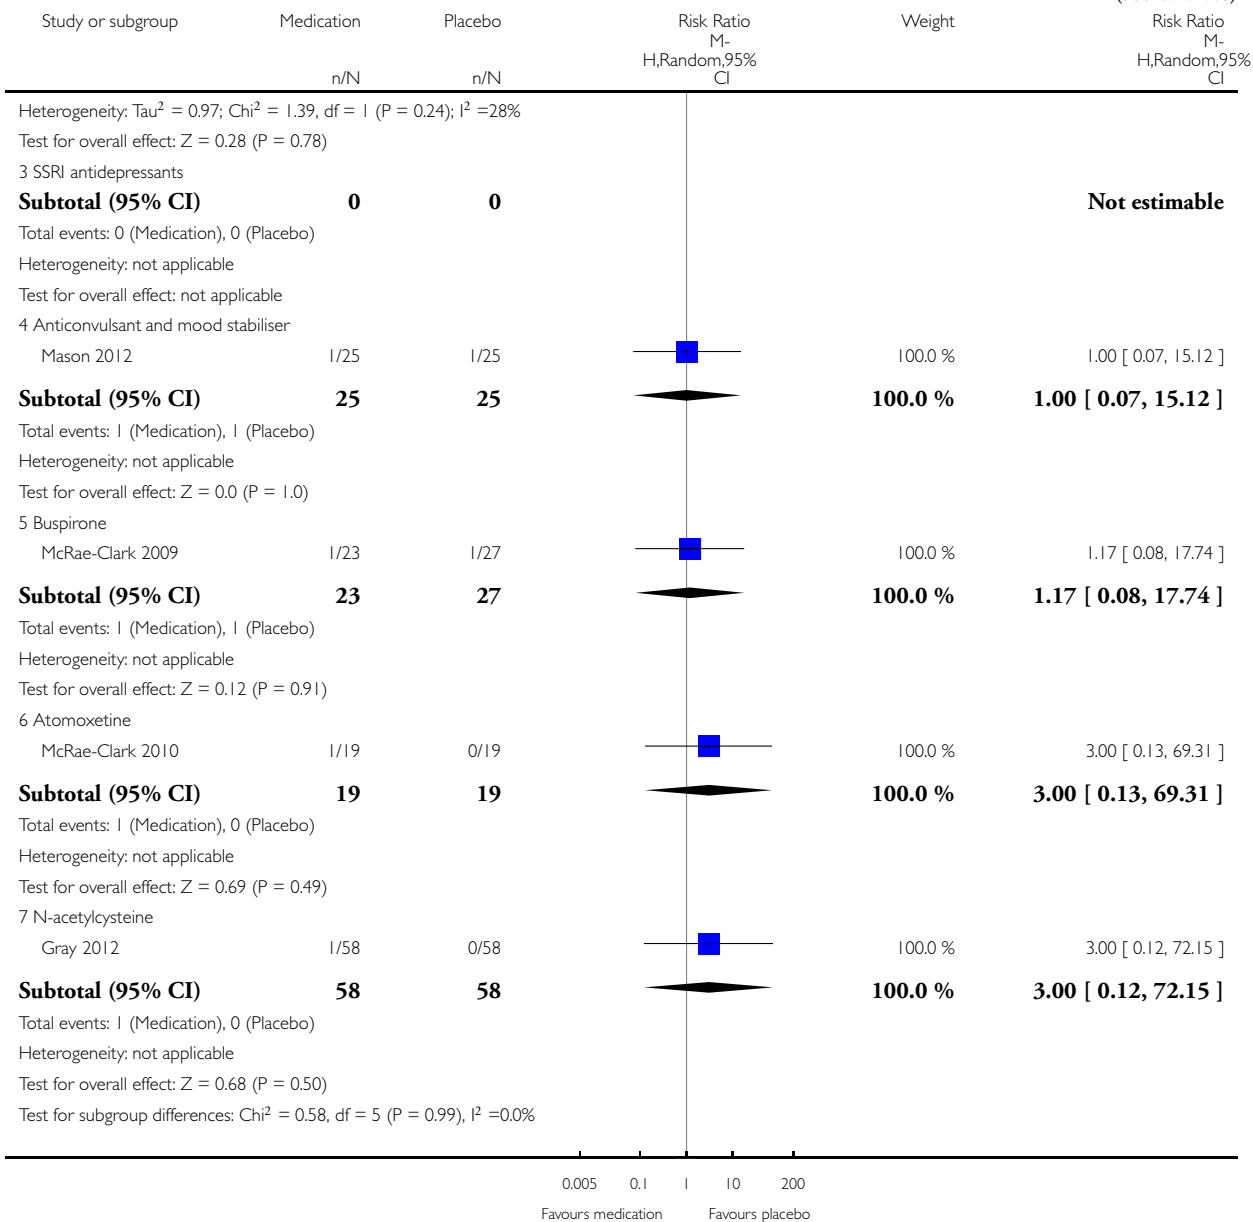 Study or subgroup Medication Placebo Risk Ratio Weight Risk Ratio
M- M-
H,Random,95% H,Random,95%
n/N n/N CI CI
Heterogeneity: Tau² = 0.97; Chi² = 1.39, df = 1 (P = 0.24); I² =28%
Test for overall effect: Z = 0.28 (P = 0.78)
3 SSRI antidepressants
Subtotal (95% CI) 0 0 Not estimable
Total events: 0 (Medication), 0 (Placebo)
Heterogeneity: not applicable
Test for overall effect: not applicable
4 Anticonvulsant and mood stabiliser
Mason 2012 1/25 1/25 100.0 % 1.00 [ 0.07, 15.12 ]
Subtotal (95% CI) 25 25 100.0 % 1.00 [ 0.07, 15.12 ]
Total events: 1 (Medication), 1 (Placebo)
Heterogeneity: not applicable
Test for overall effect: Z = 0.0 (P = 1.0)
5 Buspirone
McRae-Clark 2009 1/23 1/27 100.0 % 1.17 [ 0.08, 17.74 ]
Subtotal (95% CI) 23 27 100.0 % 1.17 [ 0.08, 17.74 ]
Total events: 1 (Medication), 1 (Placebo)
Heterogeneity: not applicable
Test for overall effect: Z = 0.12 (P = 0.91)
6 Atomoxetine
McRae-Clark 2010 1/19 0/19 100.0 % 3.00 [ 0.13, 69.31 ]
Subtotal (95% CI) 19 19 100.0 % 3.00 [ 0.13, 69.31 ]
Total events: 1 (Medication), 0 (Placebo)
Heterogeneity: not applicable
Test for overall effect: Z = 0.69 (P = 0.49)
7 N-acetylcysteine
Gray 2012 1/58 0/58 100.0 % 3.00 [ 0.12, 72.15 ]
Subtotal (95% CI) 58 58 100.0 % 3.00 [ 0.12, 72.15 ]
Total events: 1 (Medication), 0 (Placebo)
Heterogeneity: not applicable
Test for overall effect: Z = 0.68 (P = 0.50)
Test for subgroup differences: Chi² = 0.58, df = 5 (P = 0.99), I² =0.0%
0.005 0.1 1 10 200
Favours medication Favours placebo